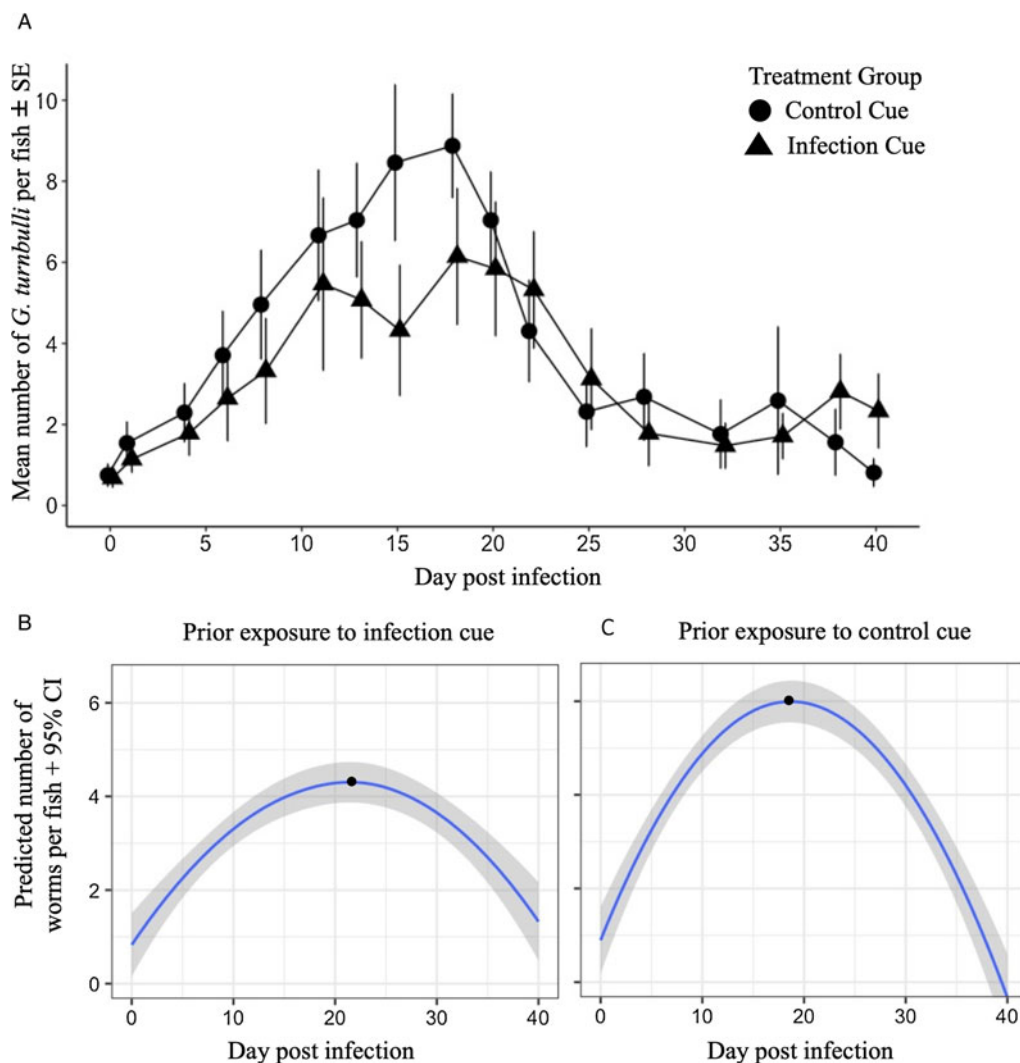 A
Mean number of G. turnbulli per fish ± SE
10
8
6
4
2
0
Treatment Group
Control Cue
Infection Cue
0 5 10 15 20 25 30 35 40
Day post infection
B
Prior exposure to infection cue
Predicted number of
worms per fish + 95% CI
6
4
2
0
0 10 20 30 40
Day post infection
C
Prior exposure to control cue
0 10 20 30 40
Day post infection